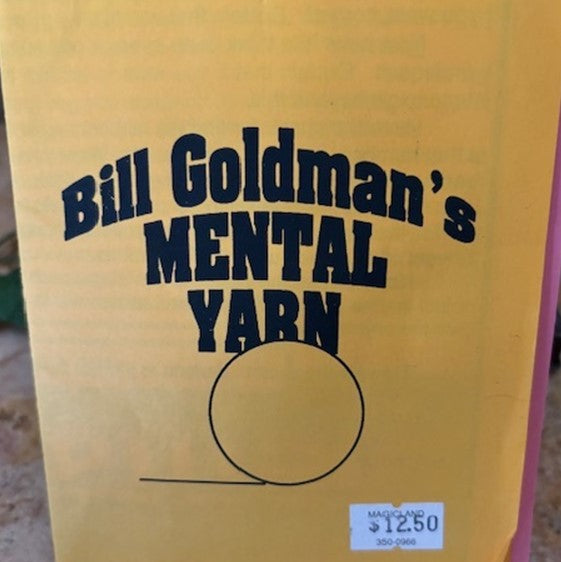 Bill Goldman's
MENTAL
YARN
MAGICLAND
$12.50
350-0966